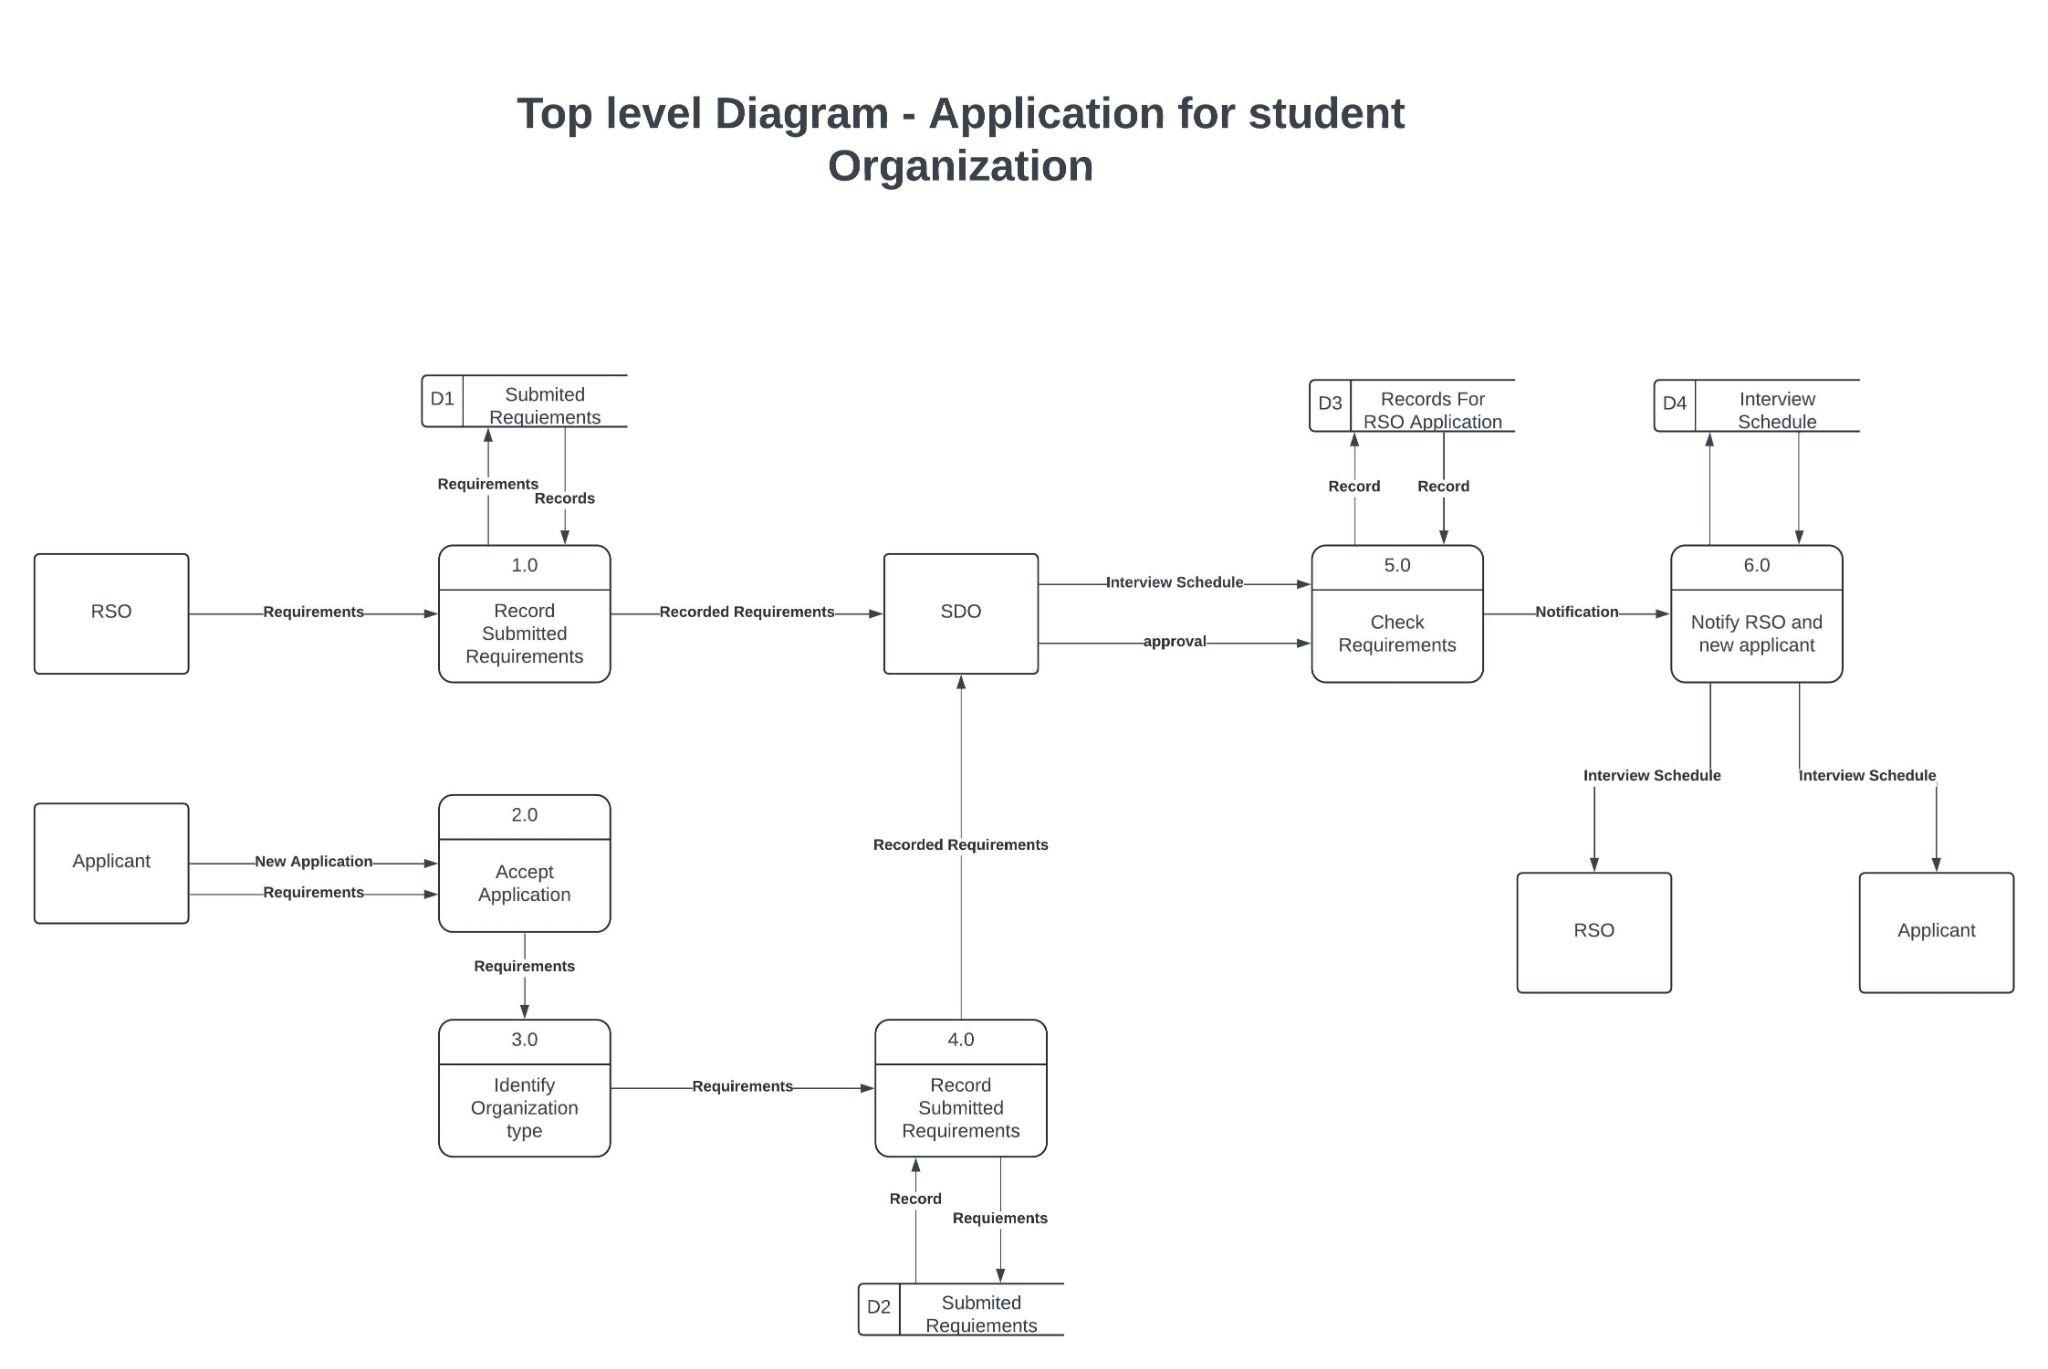 Top level Diagram - Application for student
Organization
D1
Submited
Requiements
D3
Records For
RSO Application
D4
Interview
Schedule
Requirements
Records
Record
Record
RSO
Requirements
1.0
Record
Submitted
Requirements
Recorded Requirements
SDO
Interview Schedule
approval
5.0
Check
Requirements
Notification
6.0
Notify RSO and
new applicant
Interview Schedule
Interview Schedule
Applicant
New Application
Requirements
2.0
Accept
Application
Recorded Requirements
RSO
Applicant
Requirements
3.0
Identify
Organization
type
Requirements
4.0
Record
Submitted
Requirements
Record
Requiements
D2
Submited
Requiements